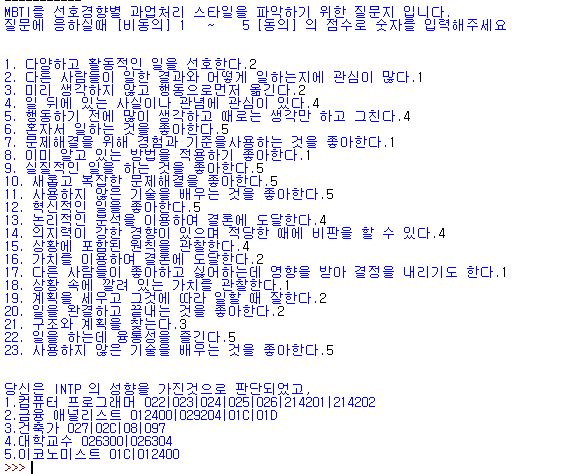 MBTI를 선호경향별 과업처리 스타일을 파악하기 위한 질문지 입니다.
질문에 응하실때 [비동의] 1 ~ 5 [동의] 의 점수로 숫자를 입력해주세요
1. 다양하고 활동적인 일을 선호한다.2
2. 다른 사람들이 일한 결과와 어떻게 일하는지에 관심이 많다.1
3. 미리 생각하지 않고 행동으로먼저 옮긴다.2
4. 일 뒤에 있는 사실이나 관념에 관심이 있다.4
5. 행동하기 전에 많이 생각하고 때로는 생각만 하고 그친다.4
6. 혼자서 일하는 것을 좋아한다.5
7. 문제해결을 위해 경험과 기준을사용하는 것을 좋아한다.1
8. 이미 알고 있는 방법을 적용하기 좋아한다.1
9. 실질적인 일을 하는 것을 좋아한다.5
10. 새롭고 복잡한 문제해결을 좋아한다.5
11. 사용하지 않은 기술을 배우는 것을 좋아한다.5
12. 혁신적인 일을 좋아한다.5
13. 논리적인 분석을 이용하여 결론에 도달한다.4
14. 의지력이 강한 경향이 있으며 적당한 때에 비판을 할 수 있다.4
15. 상황에 포함된 원칙을 관찰한다.4
16. 가치를 이용하여 결론에 도달한다.2
17. 다른 사람들이 좋아하고 싫어하는데 영향을 받아 결정을 내리기도 한다.1
18. 상황 속에 깔려 있는 가치를 관찰한다.1
19. 계획을 세우고 그것에 따라 일할 때 잘한다.2
20. 일을 완결하고 끝내는 것을 좋아한다.2
21. 구조와 계획을 찾는다.3
22. 일을 하는데 융통성을 즐긴다.5
23. 사용하지 않은 기술을 배우는 것을 좋아한다.5
당신은 INTP 의 성향을 가진것으로 판단되었고,
1.컴퓨터 프로그래머 022|023|024|025|026|214201|214202
2.금융 애널리스트 012400|029204|01C|01D
3.건축가 027|02C|08|097
4.대학교수 026300|026304
5.이코노미스트 01C|012400
>>>